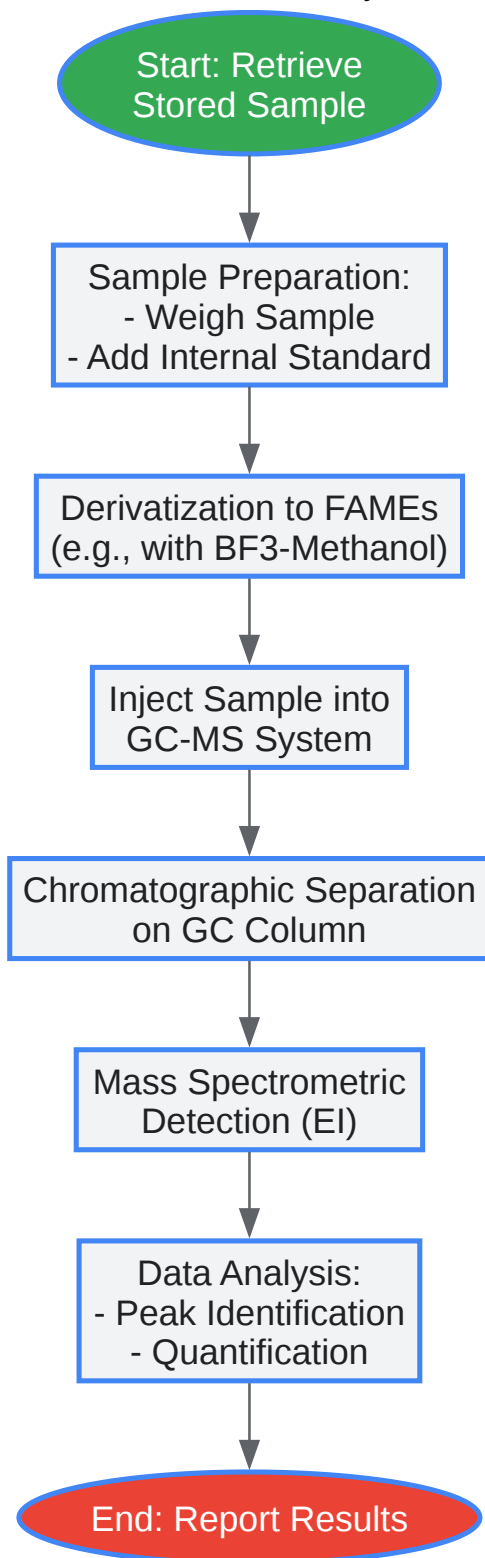 Start: Retrieve
Stored Sample
Sample Preparation:
- Weigh Sample
- Add Internal Standard
Derivatization to FAMEs
(e.g., with BF3-Methanol)
Inject Sample into
GC-MS System
Chromatographic Separation
on GC Column
Mass Spectrometric
Detection (EI)
Data Analysis:
- Peak Identification
- Quantification
End: Report Results